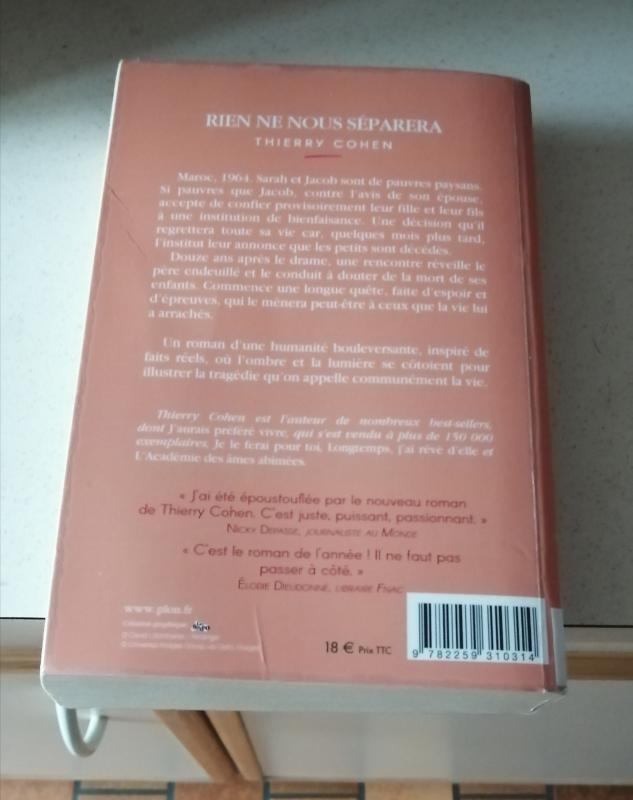 RIEN NE NOUS SÉPARERA
THIERRY COHEN
Maroc, 1964. Sarah et Jacob sont de pauvres paysans.
Si pauvres que Jacob, contre l'avis de son épouse,
accepte de confier provisoirement leur fille et leur fils
à une institution de bienfaisance. Une décision qu'il
regrettera toute sa vie car, quelques mois plus tard,
l'institut leur annonce que les petits sont décédés.
Douze ans après le drame, une rencontre réveille le
père endeuillé et le conduit à douter de la mort de ses
enfants. Commence une longue quête, faite d'espoir et
d'épreuves, qui le mènera peut-être à ceux que la vie lui
a arrachés.
Un roman d'une humanité bouleversante, inspiré de
faits réels, où l'ombre et la lumière se côtoient pour
illustrer la tragédie qu'on appelle communément la vie.
Thierry Cohen est l'auteur de nombreux best-sellers,
dont J'aurais préféré vivre, qui s'est vendu à plus de 150 000
exemplaires, Je le ferai pour toi, Longtemps, j'ai rêvé d'elle et
L'Académie des âmes abîmées.
« J'ai été époustouflée par le nouveau roman
de Thierry Cohen. C'est juste, puissant, passionnant. »
NICKY DEPASSE, JOURNALISTE AU MONDE
« C'est le roman de l'année ! Il ne faut pas
passer à côté. »
ÉLODIE DIEUDONNÉ, LIBRAIRE FNAC
www.plon.fr
Création graphique
18 € Prix TTC
9 782259 310314